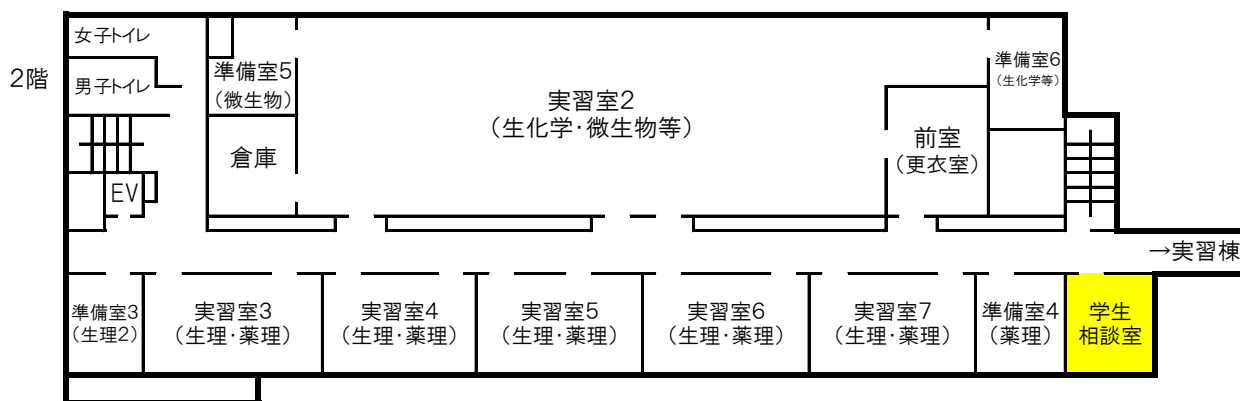 2階
女子トイレ
男子トイレ
準備室5
(微生物)
倉庫
EV
実習室2
(生化学・微生物等)
準備室6
(生化学等)
前室
(更衣室)
→実習棟
準備室3
(生理2)
実習室3
(生理・薬理)
実習室4
(生理・薬理)
実習室5
(生理・薬理)
実習室6
(生理・薬理)
実習室7
(生理・薬理)
準備室4
(薬理)
学生
相談室